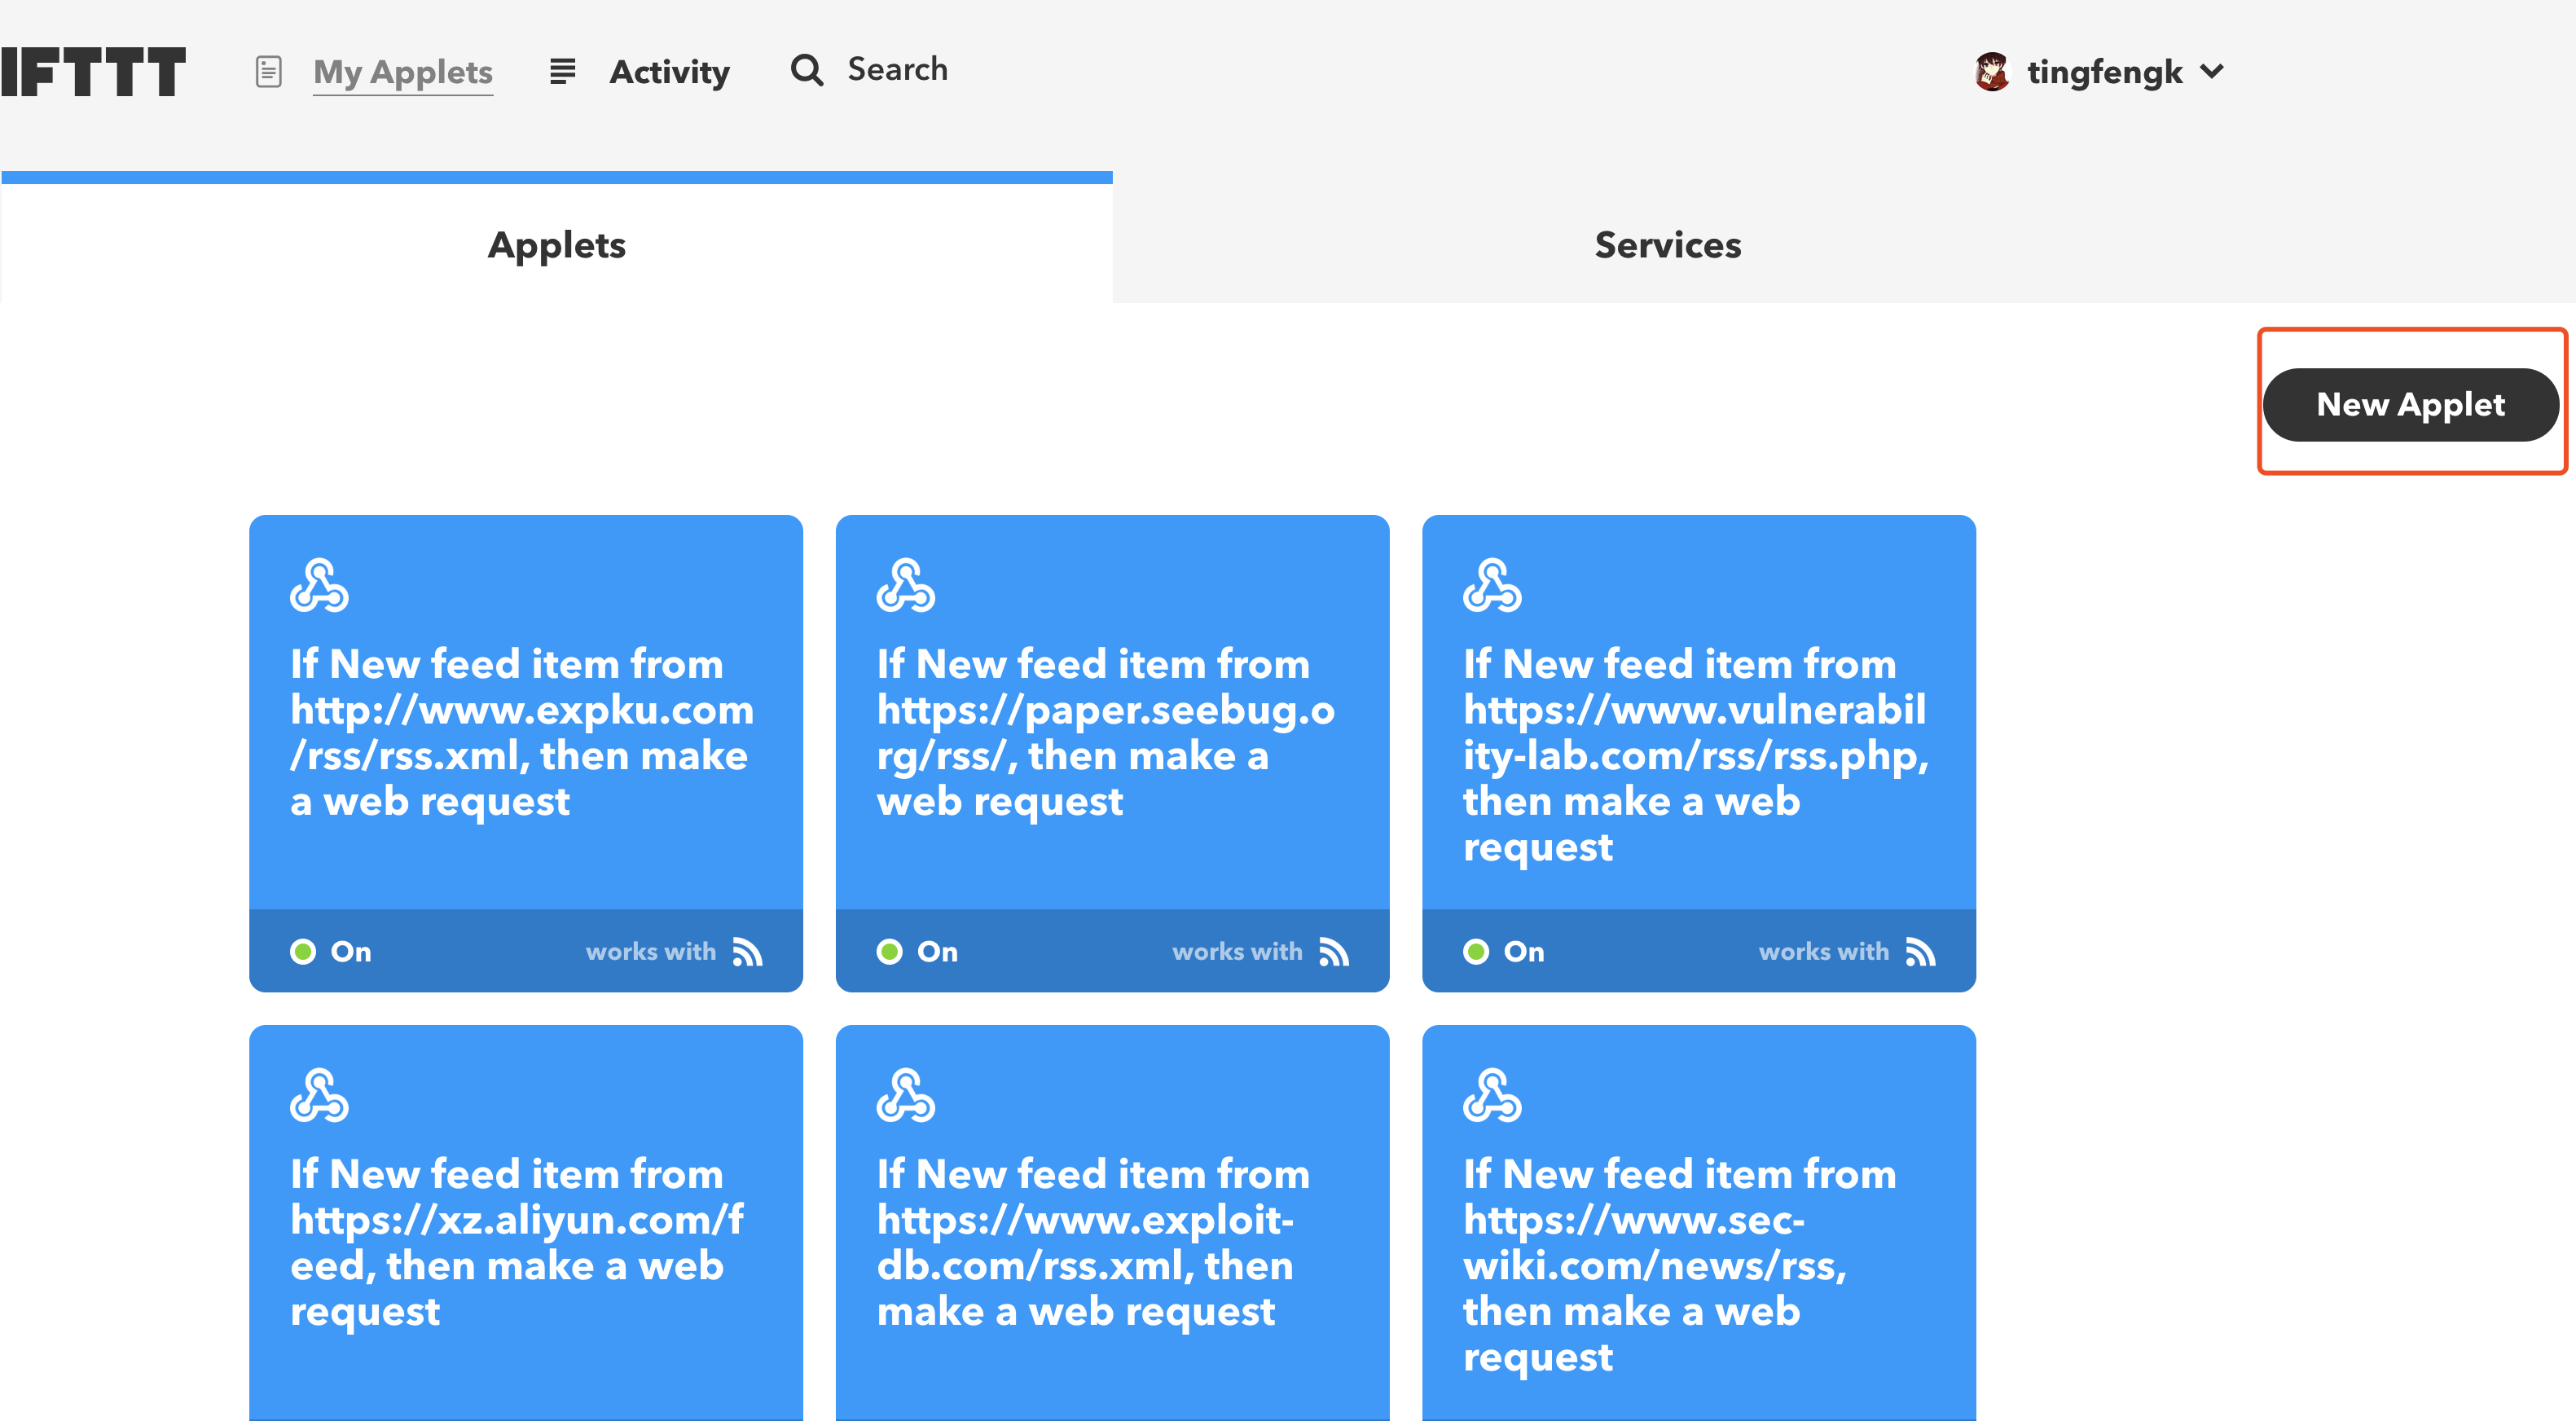 IFTTT
My Applets
Activity
Search
tingfengk
Applets
Services
New Applet
If New feed item from
http://www.expku.com
/rss/rss.xml, then make
a web request
On
works with
If New feed item from
https://paper.seebug.o
rg/rss/, then make a
web request
On
works with
If New feed item from
https://www.vulnerabil
ity-lab.com/rss/rss.php,
then make a web
request
On
works with
If New feed item from
https://xz.aliyun.com/f
eed, then make a web
request
If New feed item from
https://www.exploit-
db.com/rss.xml, then
make a web request
If New feed item from
https://www.sec-
wiki.com/news/rss,
then make a web
request